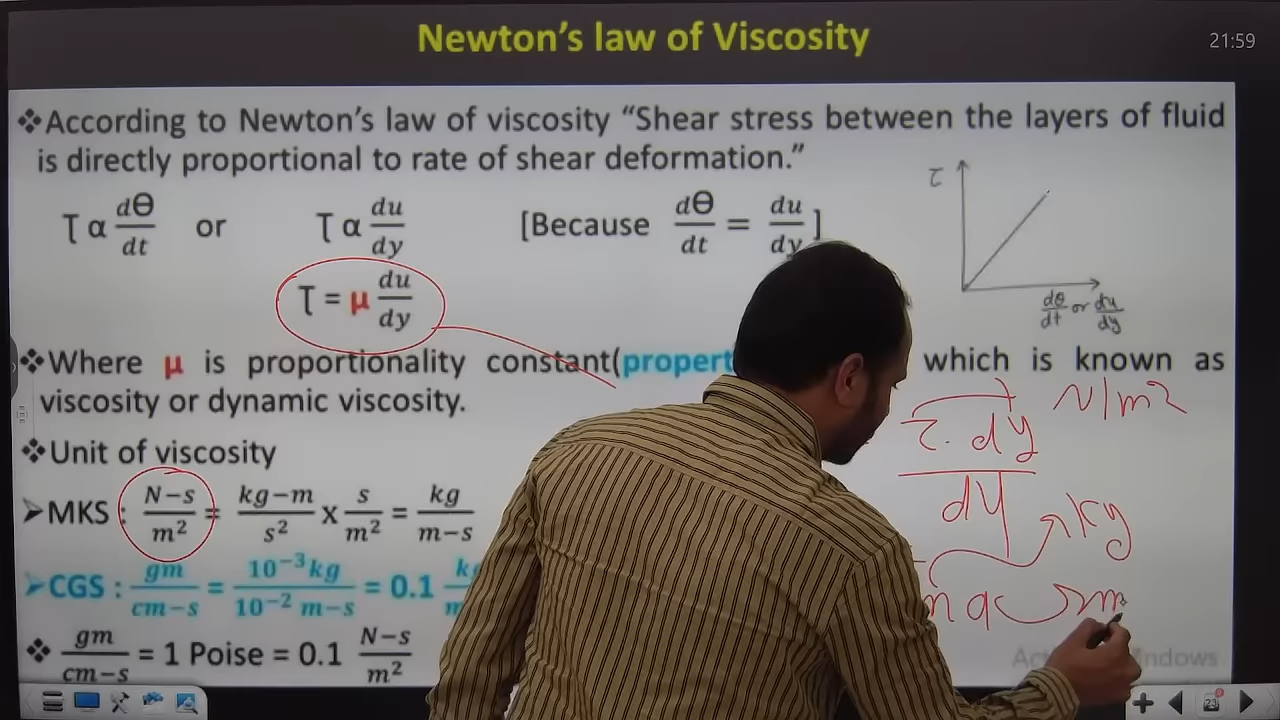 Newton's law of Viscosity
21:59
❖According to Newton's law of viscosity "Shear stress between the layers of fluid
is directly proportional to rate of shear deformation."
τ α dΘ/dt or τ α du/dy [Because dΘ/dt = du/dy]
τ = μ du/dy
τ
dθ/dt or du/dy
❖Where μ is proportionality constant(propert which is known as
viscosity or dynamic viscosity.
N/m2
τ. dy
dy
❖Unit of viscosity
➢MKS : N−s/m² = kg−m/s² x s/m² = kg/m−s
kg
➢CGS : gm/cm−s = 10⁻³kg/10⁻² m−s = 0.1
ma m
❖ gm/cm−s = 1 Poise = 0.1 N−s/m²
23